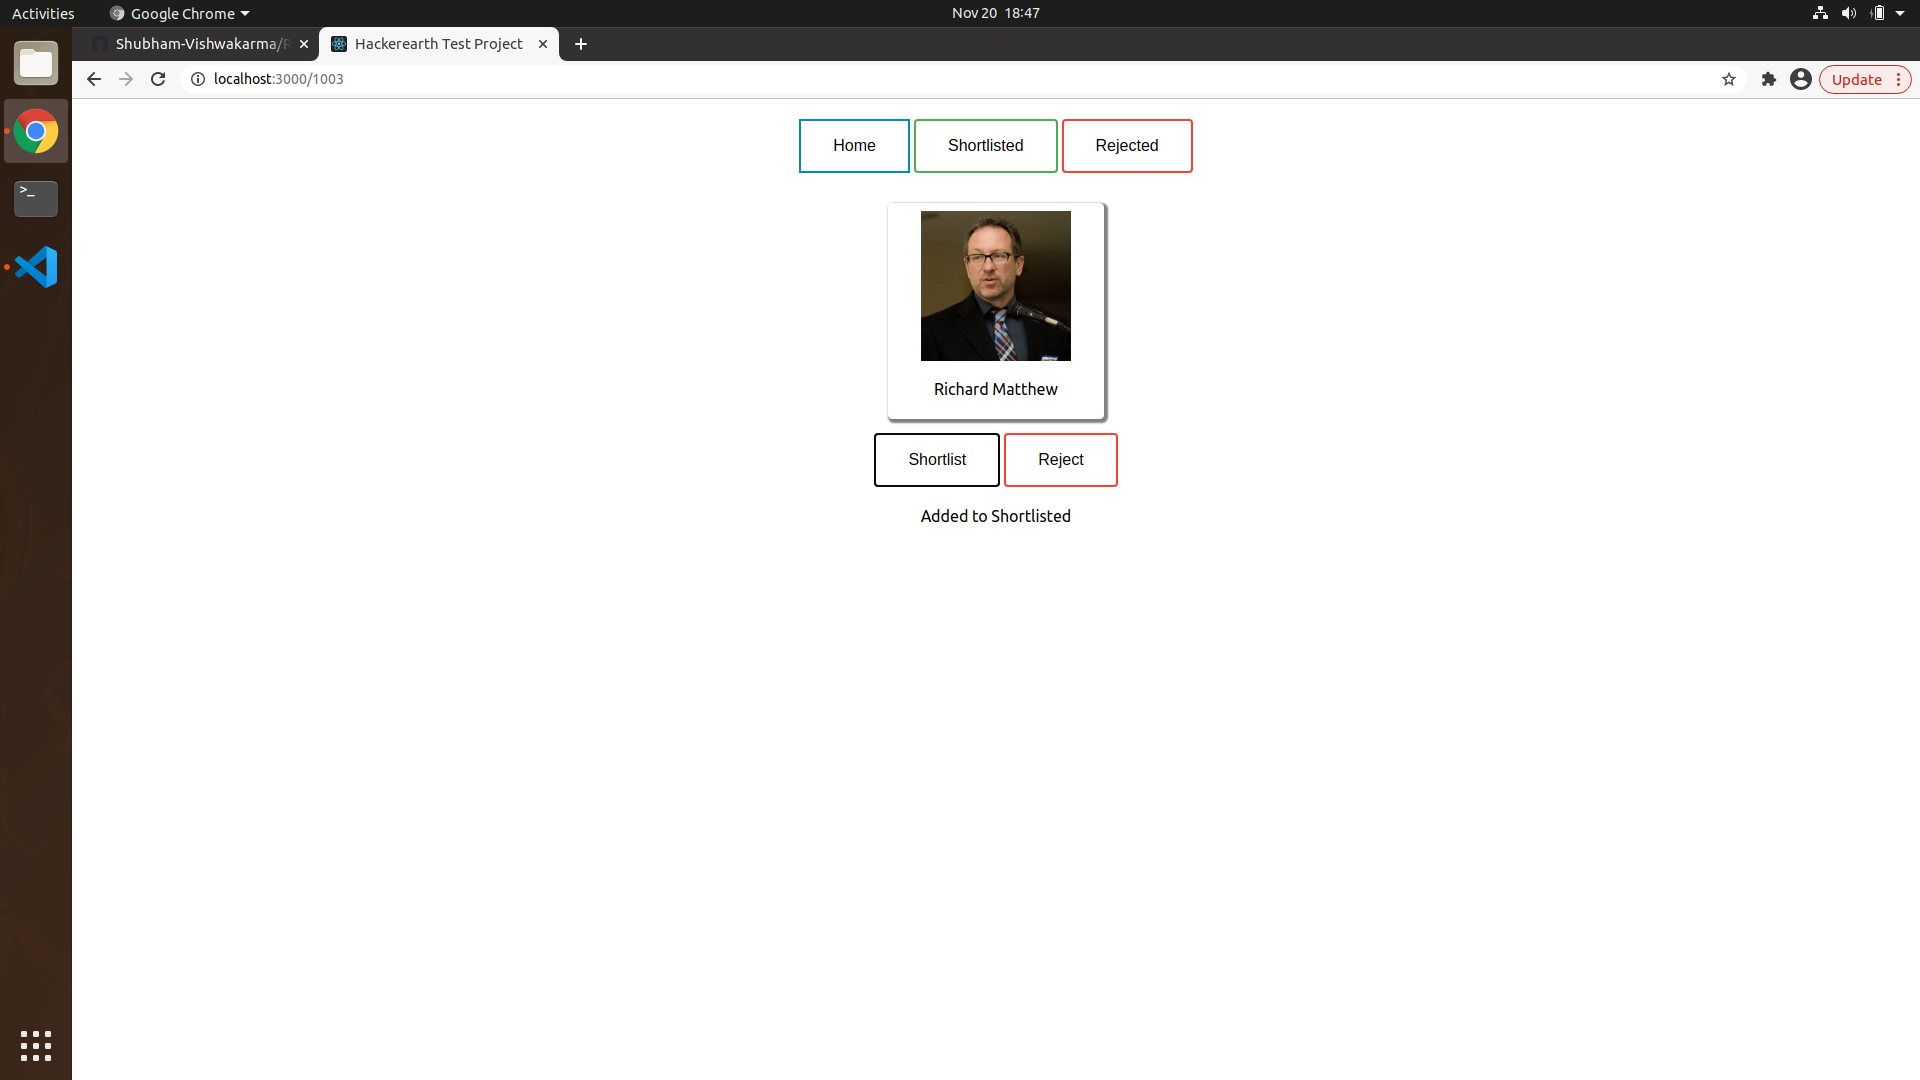 Activities
Google Chrome
Nov 20 18:47
Shubham-Vishwakarma/R
Hackerearth Test Project
localhost:3000/1003
Update
Home
Shortlisted
Rejected
Richard Matthew
Shortlist
Reject
Added to Shortlisted